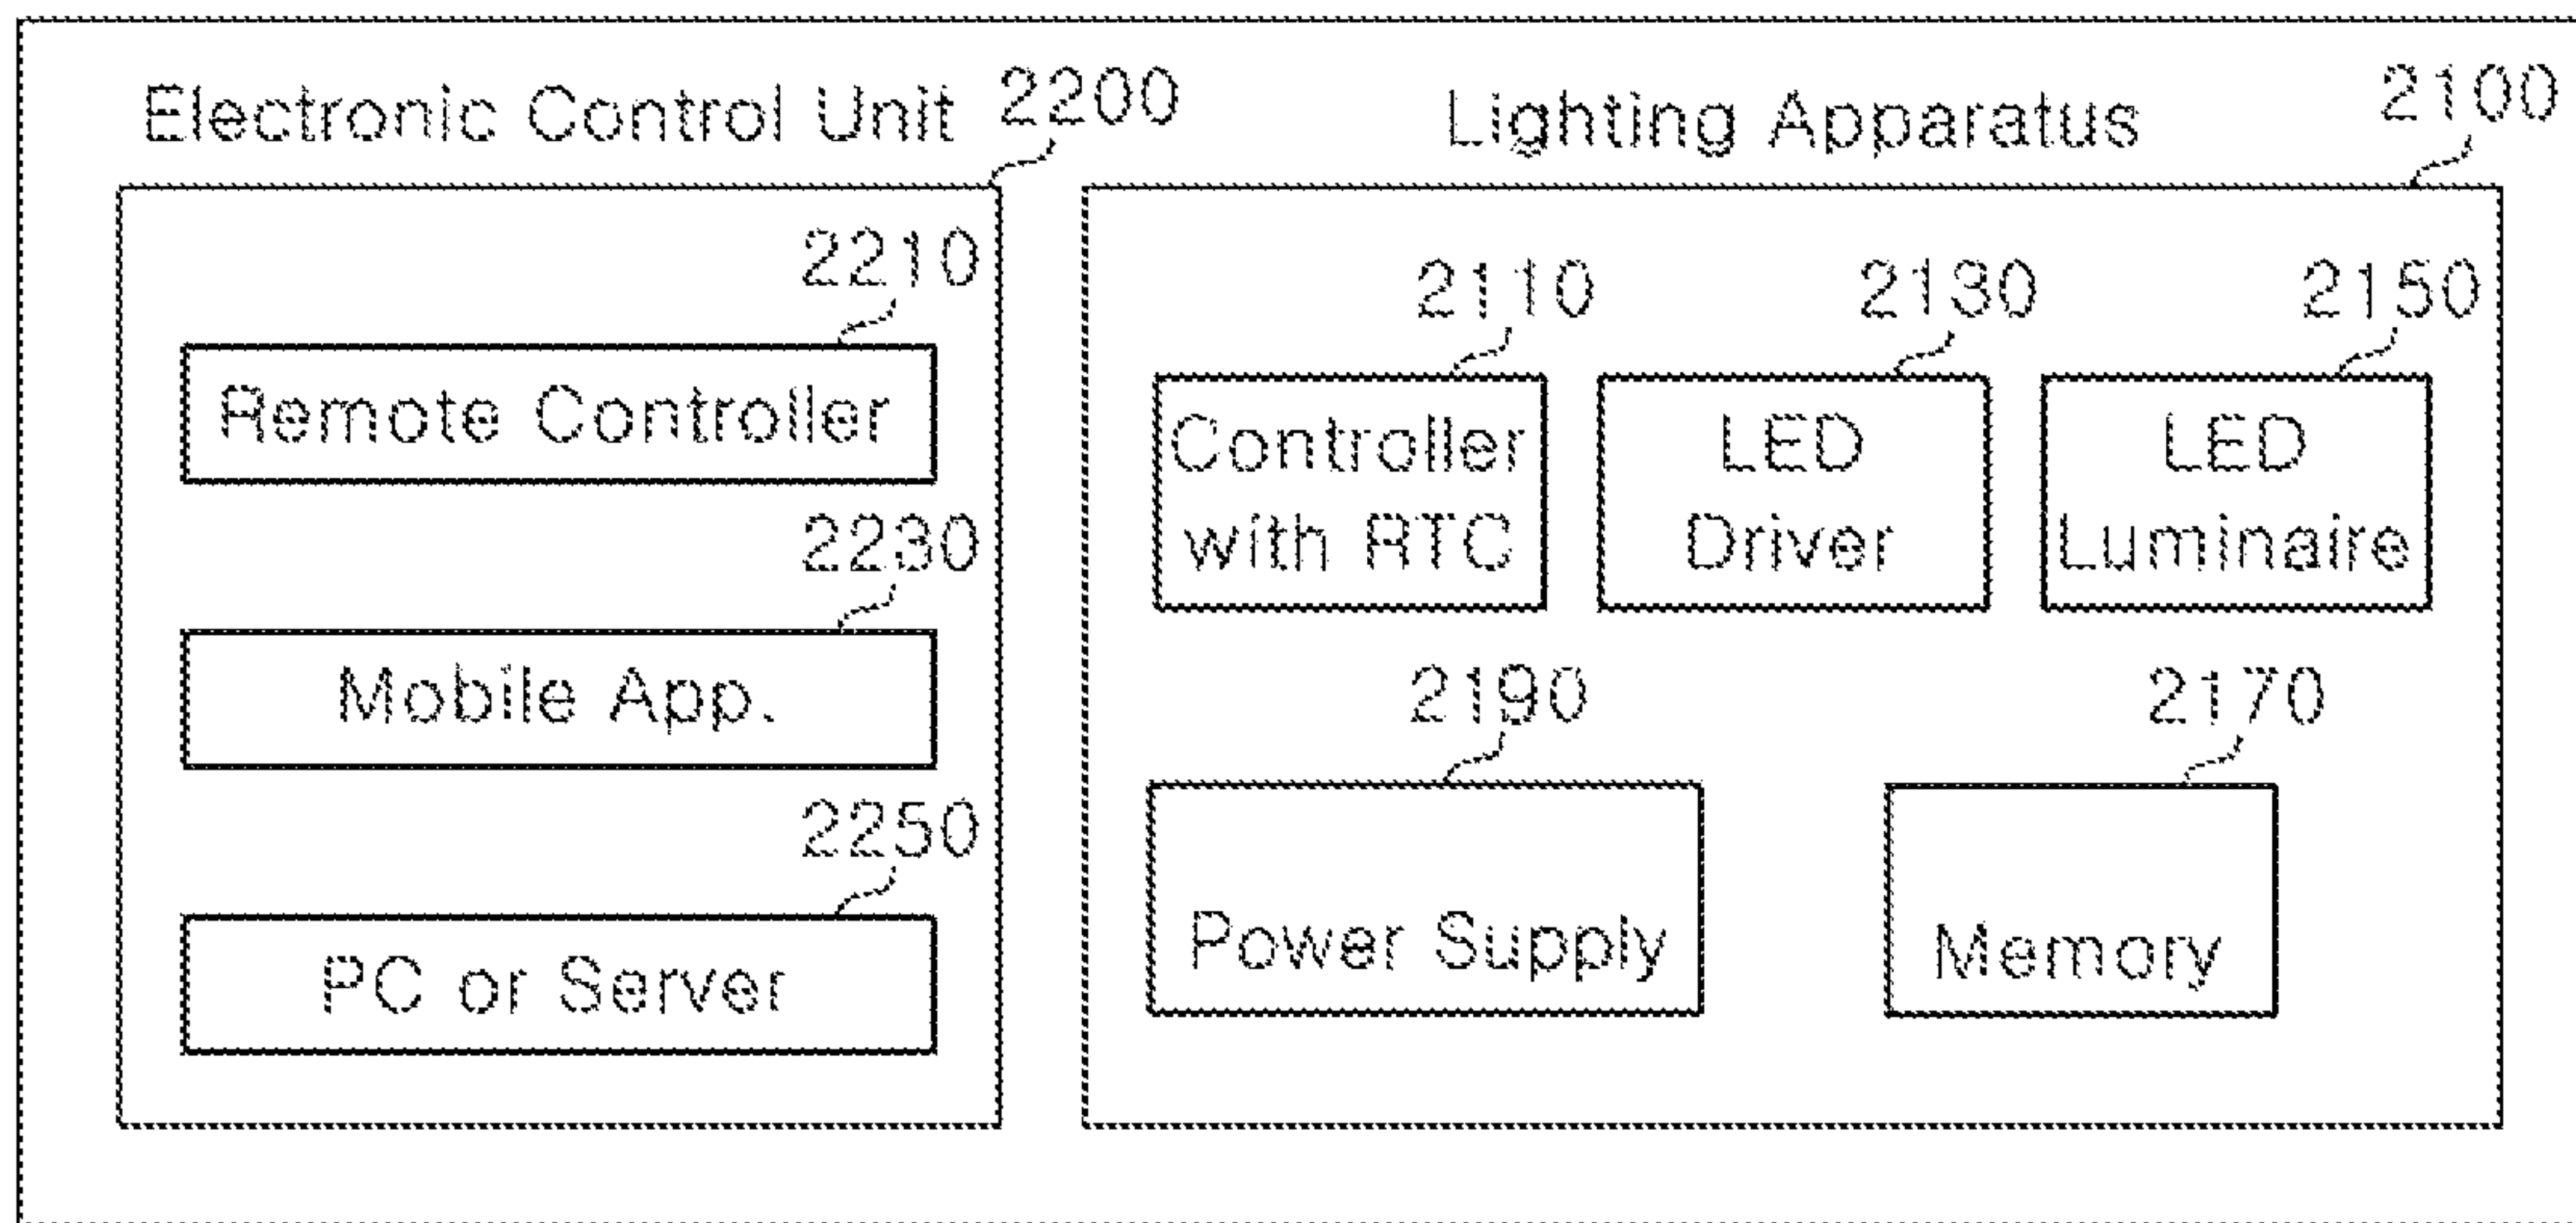 Electronic Control Unit 2200
2210
Remote Controller
2230
Mobile App.
2250
PC or Server
Lighting Apparatus 2100
2110
Controller
with RTC
2130
LED
Driver
2150
LED
Luminaire
2190
Power Supply
2170
Memory